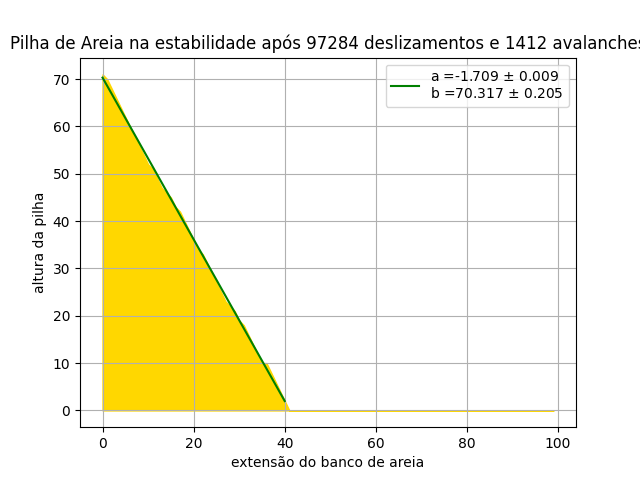 Pilha de Areia na estabilidade após 97284 deslizamentos e 1412 avalanches
a =-1.709 ± 0.009
b =70.317 ± 0.205
altura da pilha
70
60
50
40
30
20
10
0
0 20 40 60 80 100
extensão do banco de areia